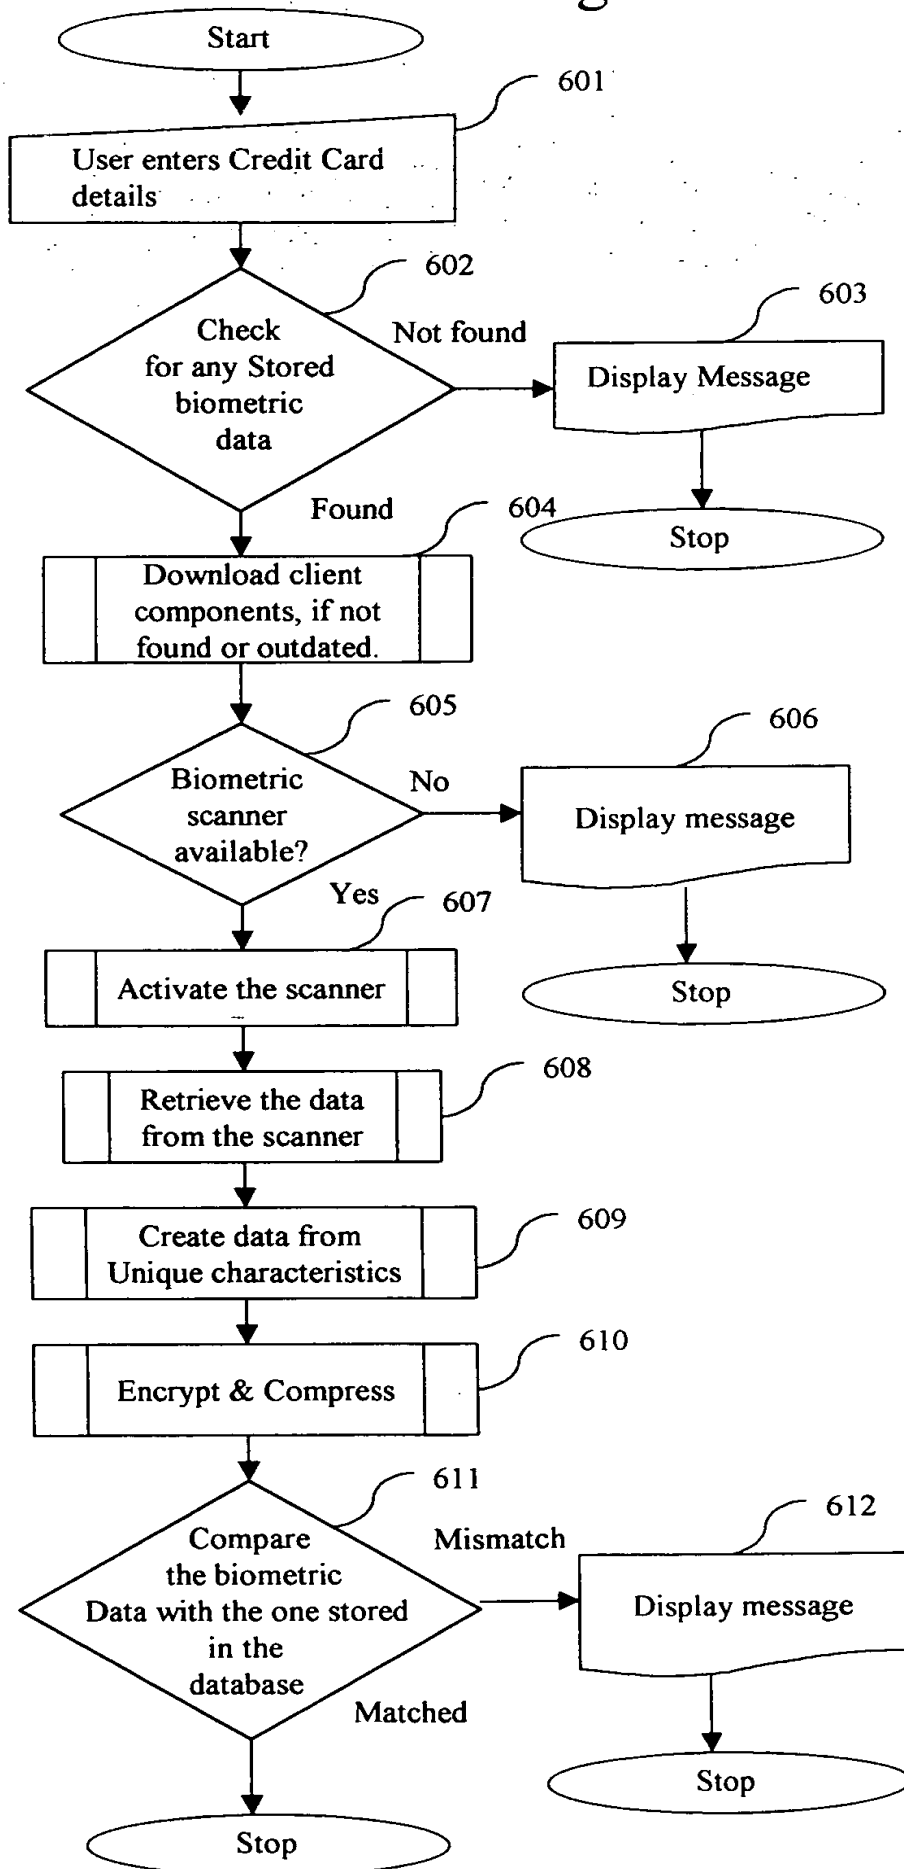 Start
601
User enters Credit Card
details
602
Check
for any Stored
biometric
data
Not found
603
Display Message
Stop
Found
604
Download client
components, if not
found or outdated.
605
Biometric
scanner
available?
No
606
Display message
Stop
Yes
607
Activate the scanner
608
Retrieve the data
from the scanner
609
Create data from
Unique characteristics
610
Encrypt & Compress
611
Compare
the biometric
Data with the one stored
in the
database
Mismatch
612
Display message
Stop
Matched
Stop